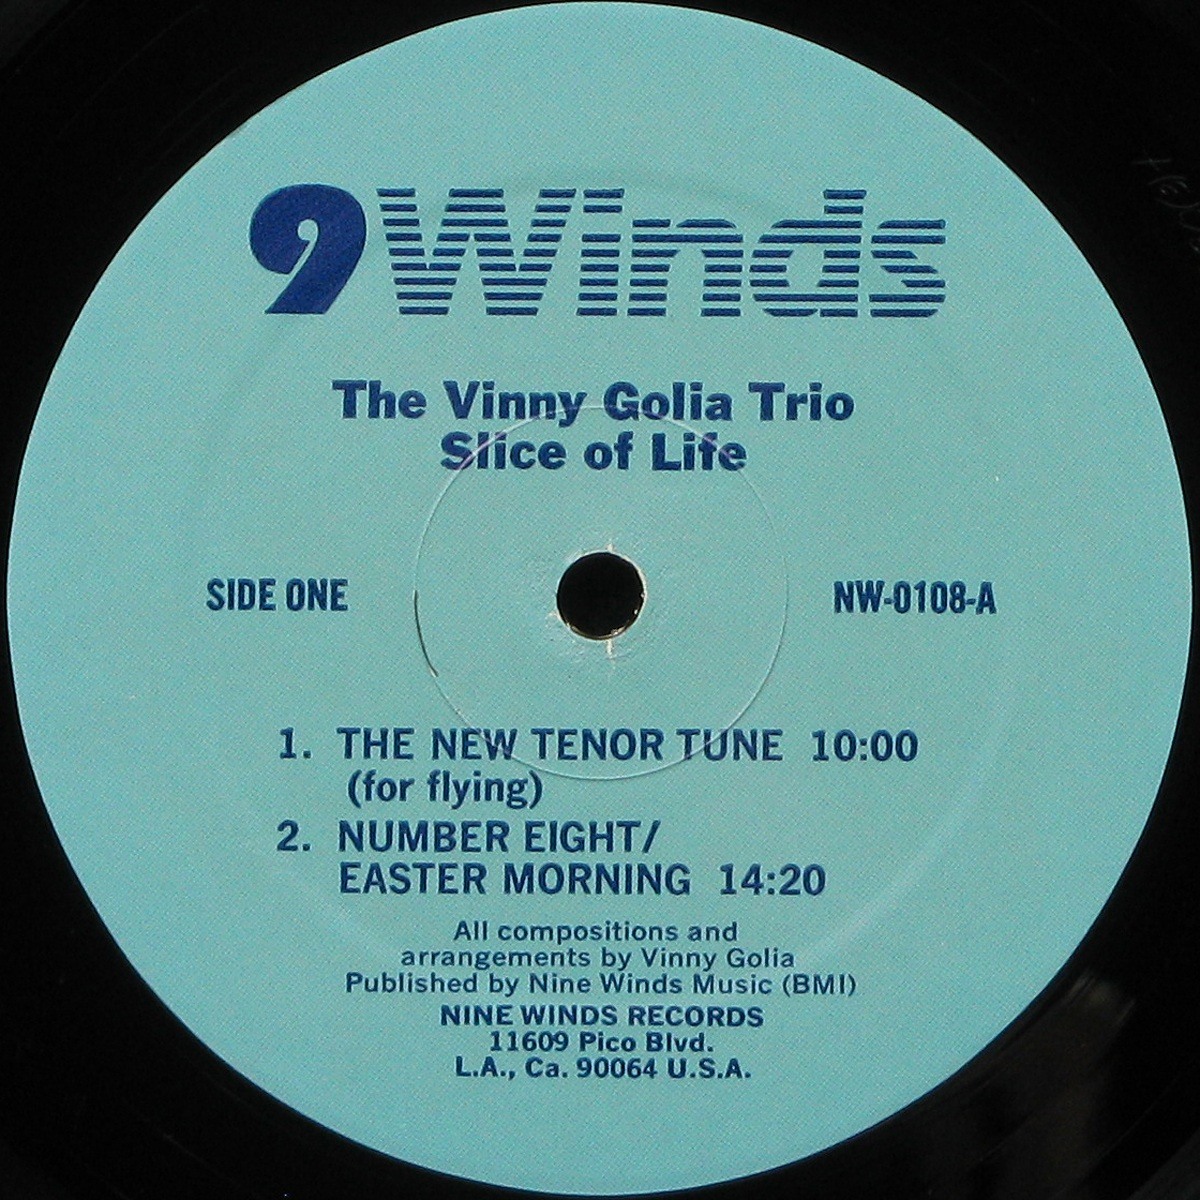 9 Winds
The Vinny Golia Trio
Slice of Life
SIDE ONE
NW-0108-A
1. THE NEW TENOR TUNE 10:00
(for flying)
2. NUMBER EIGHT/
EASTER MORNING 14:20
All compositions and
arrangements by Vinny Golia
Published by Nine Winds Music (BMI)
NINE WINDS RECORDS
11609 Pico Blvd.
L.A., Ca. 90064 U.S.A.